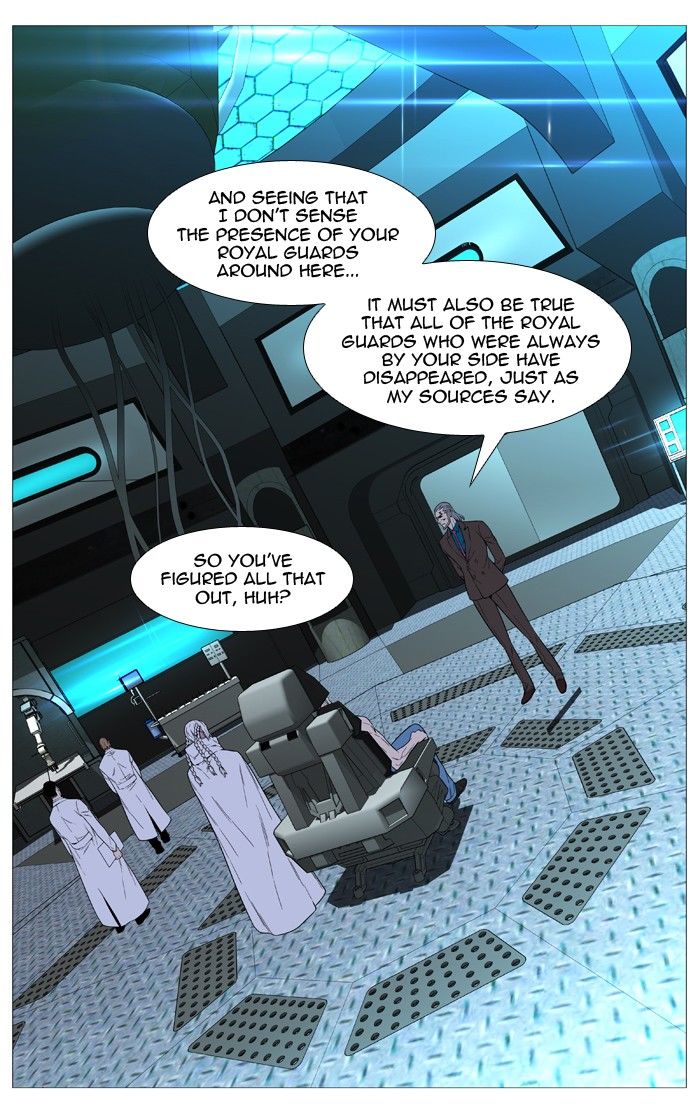 AND SEEING THAT
I DON'T SENSE
THE PRESENCE OF YOUR
ROYAL GUARDS
AROUND HERE...
IT MUST ALSO BE TRUE
THAT ALL OF THE ROYAL
GUARDS WHO WERE ALWAYS
BY YOUR SIDE HAVE
DISAPPEARED, JUST AS
MY SOURCES SAY.
SO YOU'VE
FIGURED ALL THAT
OUT, HUH?